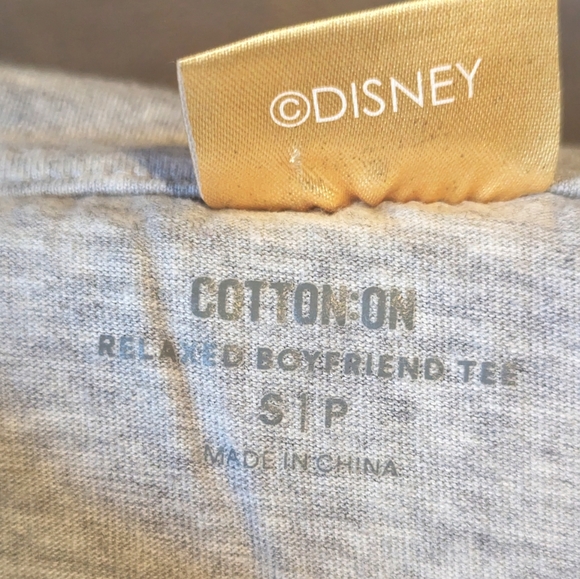 ©DISNEY
COTTON:ON
RELAXED BOYFRIEND TEE
S|P
MADE IN CHINA